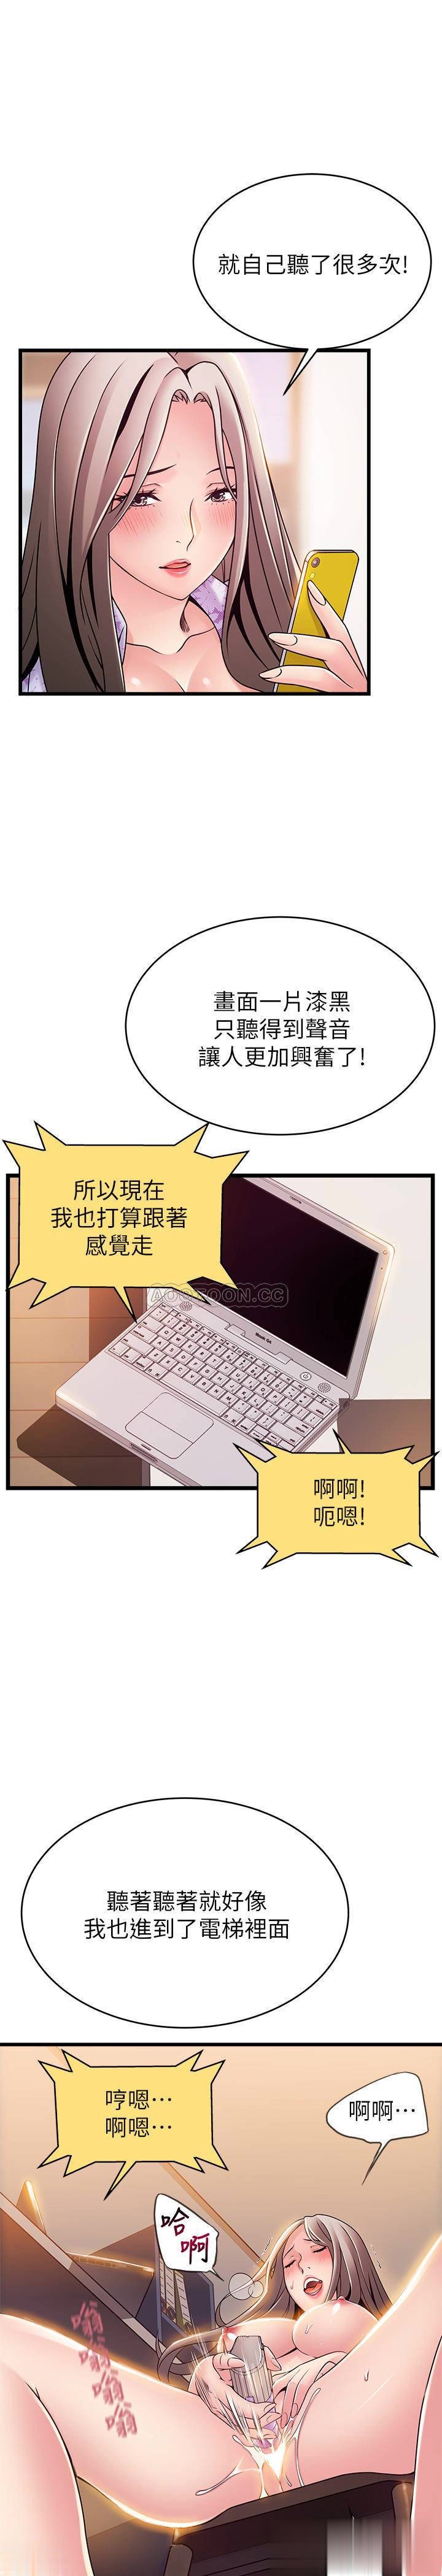 就自己聽了很多次!
畫面一片漆黑
只聽得到聲音
讓人更加興奮了!
所以現在
我也打算跟著
感覺走
啊啊!
呃嗯!
聽著聽著就好像
我也進到了電梯裡面
哼嗯…
啊嗯…
啊啊…
哈
啊
嗡
嗡
嗡